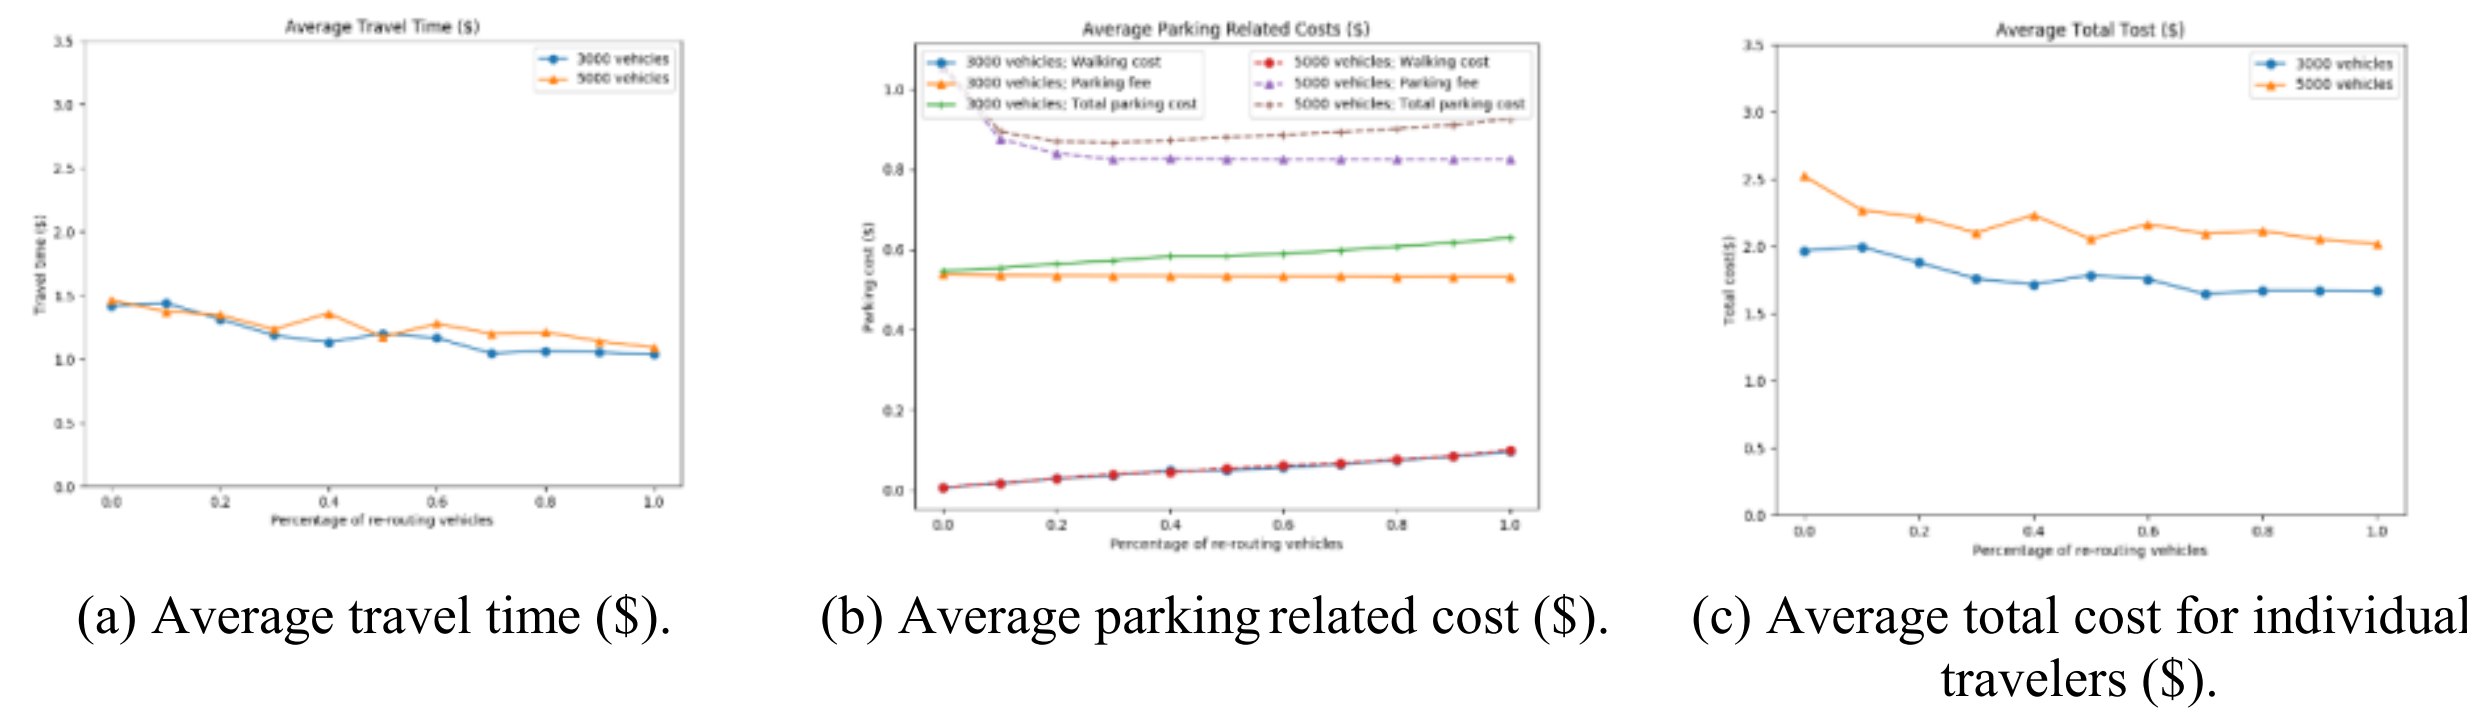 Average Travel Time ($)
3.5
3.0
2.5
2.0
1.5
1.0
0.5
0.0
Travel time ($)
3000 vehicles
5000 vehicles
0.0 0.2 0.4 0.6 0.8 1.0
Percentage of re-routing vehicles
(a) Average travel time ($).
Average Parking Related Costs ($)
1.0
0.8
0.6
0.4
0.2
0.0
Parking cost ($)
3000 vehicles; Walking cost
3000 vehicles; Parking fee
3000 vehicles; Total parking cost
5000 vehicles; Walking cost
5000 vehicles; Parking fee
5000 vehicles; Total parking cost
0.0 0.2 0.4 0.6 0.8 1.0
Percentage of re-routing vehicles
(b) Average parking related cost ($).
Average Total Tost ($)
3.5
3.0
2.5
2.0
1.5
1.0
0.5
0.0
Total cost($)
3000 vehicles
5000 vehicles
0.0 0.2 0.4 0.6 0.8 1.0
Percentage of re-routing vehicles
(c) Average total cost for individual
travelers ($).